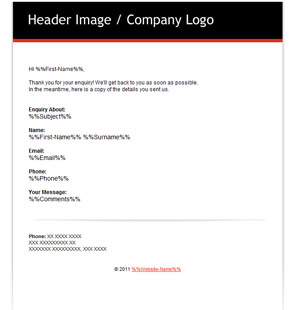 Header Image / Company Logo
Hi %%First-Name%%,
Thank you for your enquiry! We'll get back to you as soon as possible.
In the meantime, here is a copy of the details you sent us.
Enquiry About:
%%Subject%%
Name:
%%First-Name%% %%Surname%%
Email:
%%Email%%
Phone:
%%Phone%%
Your Message:
%%Comments%%
Phone: XX XXXX XXXX
XXX XXXXXXXXXX XX
XXXXXXX XXXXXXXXX, XXX XXXX
© 2011 %%Website-Name%%